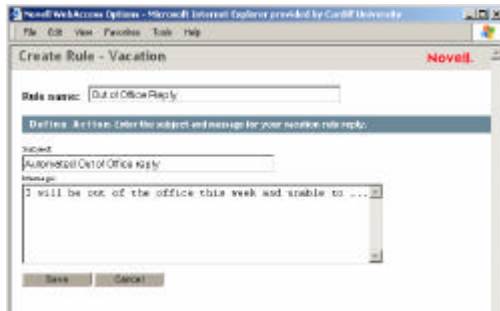 Novell WebAccess Options - Microsoft Internet Explorer provided by Cardiff University
File Edit View Favorites Tools Help
Create Rule - Vacation
Novell.
Rule name: Out of Office Reply
Define Action Enter the subject and message for your vacation rule reply.
Subject:
Automated Out of Office reply
Message:
I will be out of the office this week and unable to ...
Save Cancel